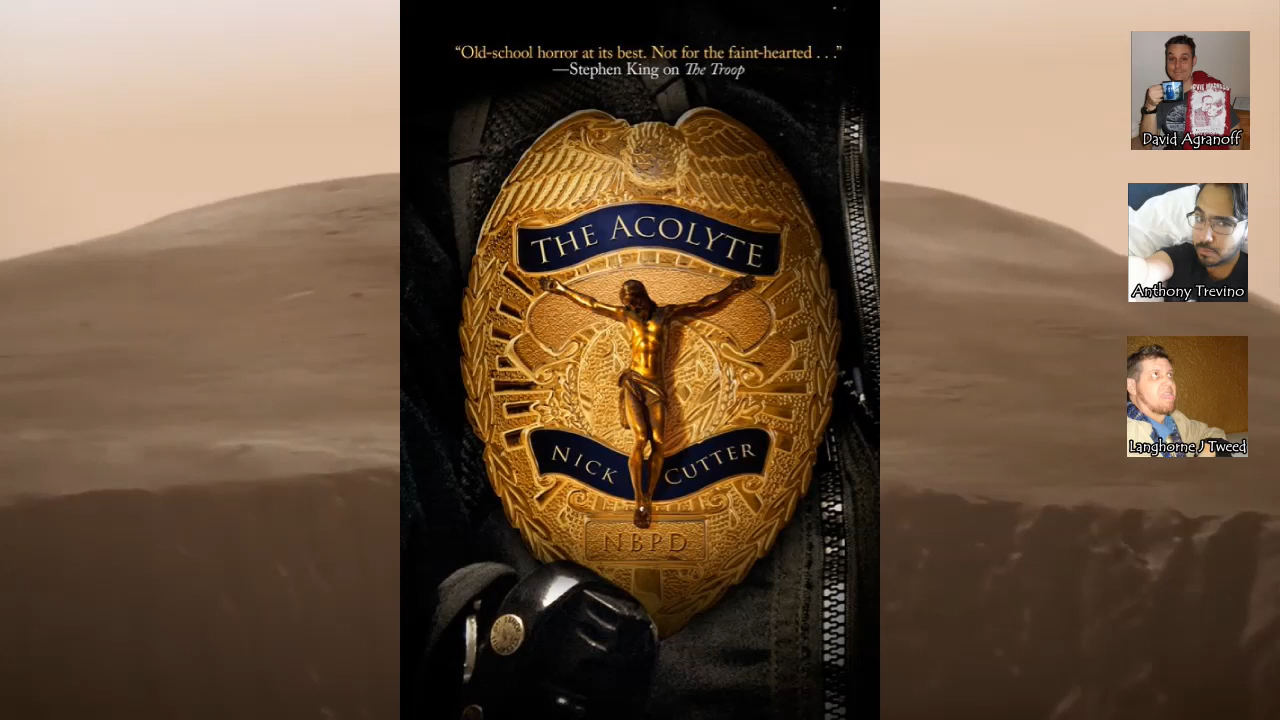 “Old-school horror at its best. Not for the faint-hearted . . .”
—Stephen King on The Troop
THE ACOLYTE
NICK CUTTER
NBPD
David Agranoff
Anthony Trevino
Langhorne J Tweed